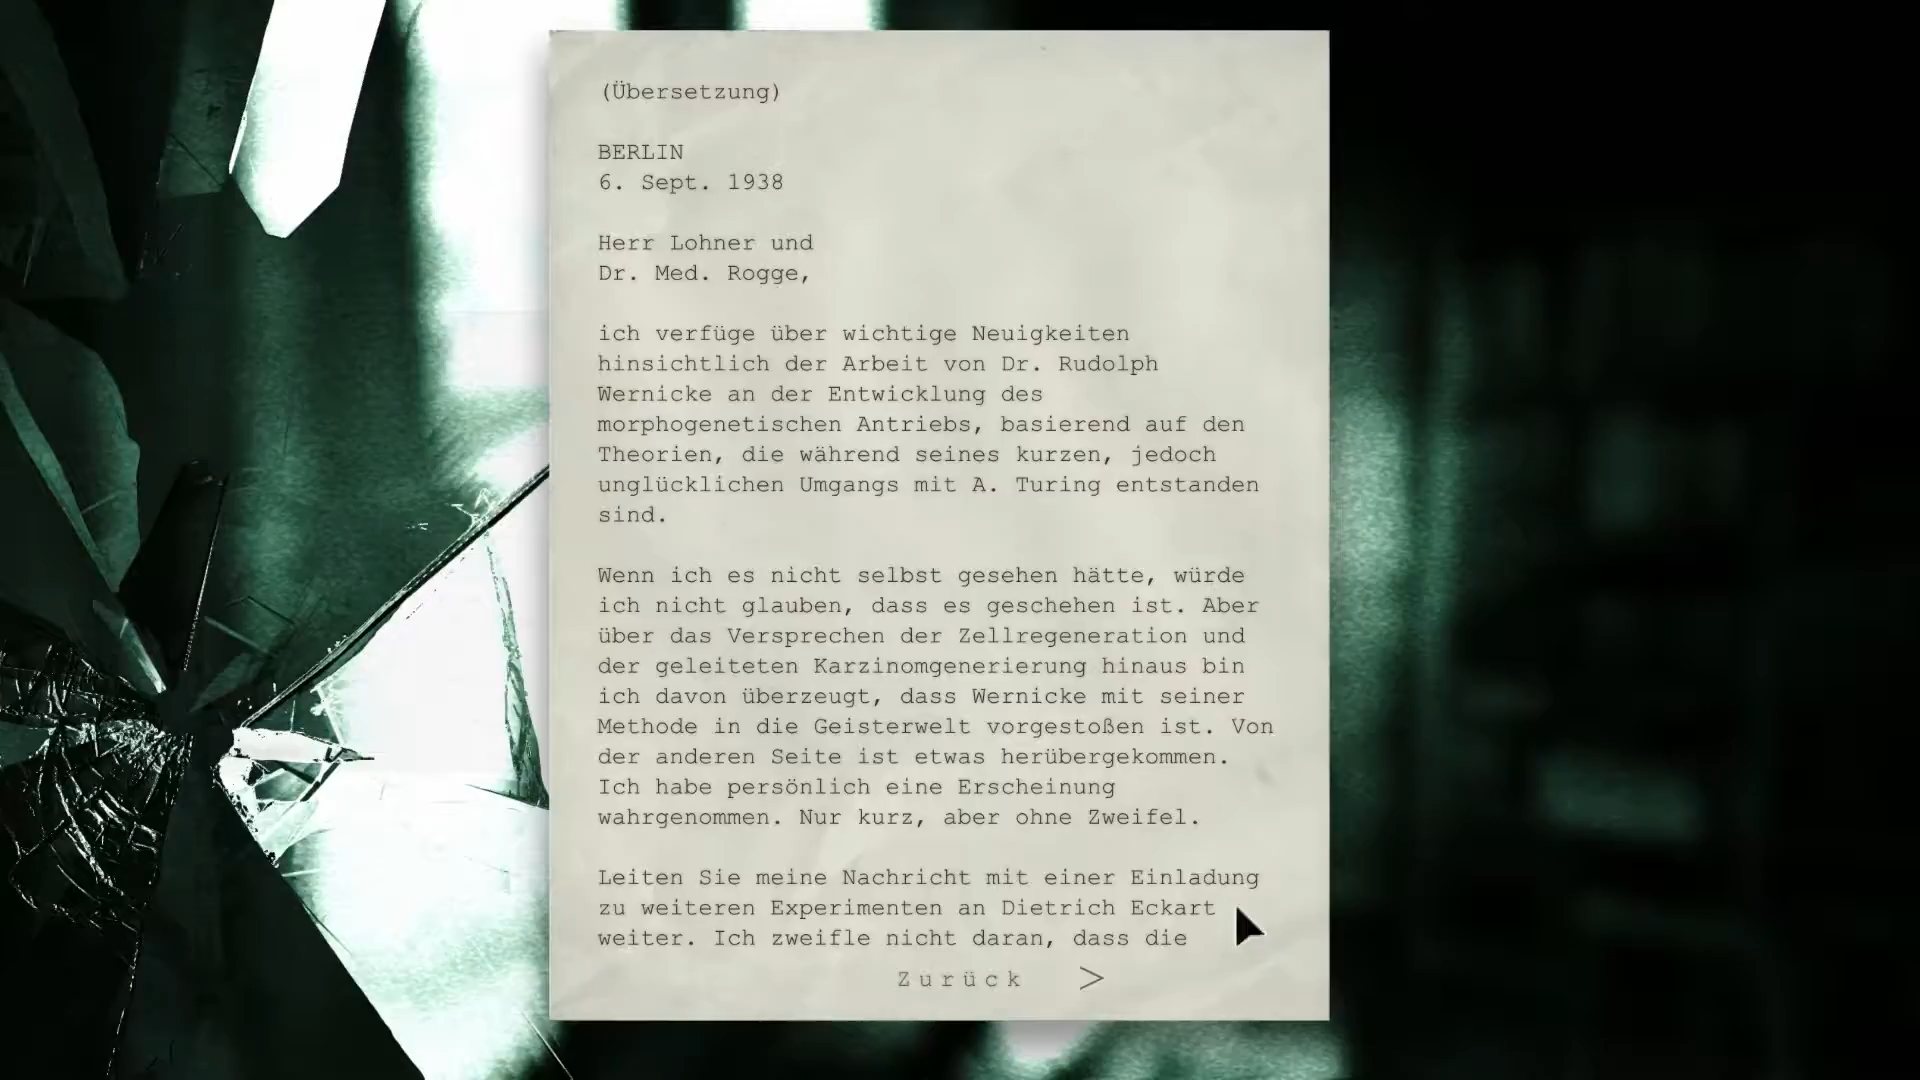 (Übersetzung)
BERLIN
6. Sept. 1938
Herr Lohner und
Dr. Med. Rogge,
ich verfüge über wichtige Neuigkeiten
hinsichtlich der Arbeit von Dr. Rudolph
Wernicke an der Entwicklung des
morphogenetischen Antriebs, basierend auf den
Theorien, die während seines kurzen, jedoch
unglücklichen Umgangs mit A. Turing entstanden
sind.
Wenn ich es nicht selbst gesehen hätte, würde
ich nicht glauben, dass es geschehen ist. Aber
über das Versprechen der Zellregeneration und
der geleiteten Karzinomgenerierung hinaus bin
ich davon überzeugt, dass Wernicke mit seiner
Methode in die Geisterwelt vorgestoßen ist. Von
der anderen Seite ist etwas herübergekommen.
Ich habe persönlich eine Erscheinung
wahrgenommen. Nur kurz, aber ohne Zweifel.
Leiten Sie meine Nachricht mit einer Einladung
zu weiteren Experimenten an Dietrich Eckart
weiter. Ich zweifle nicht daran, dass die
Zurück >